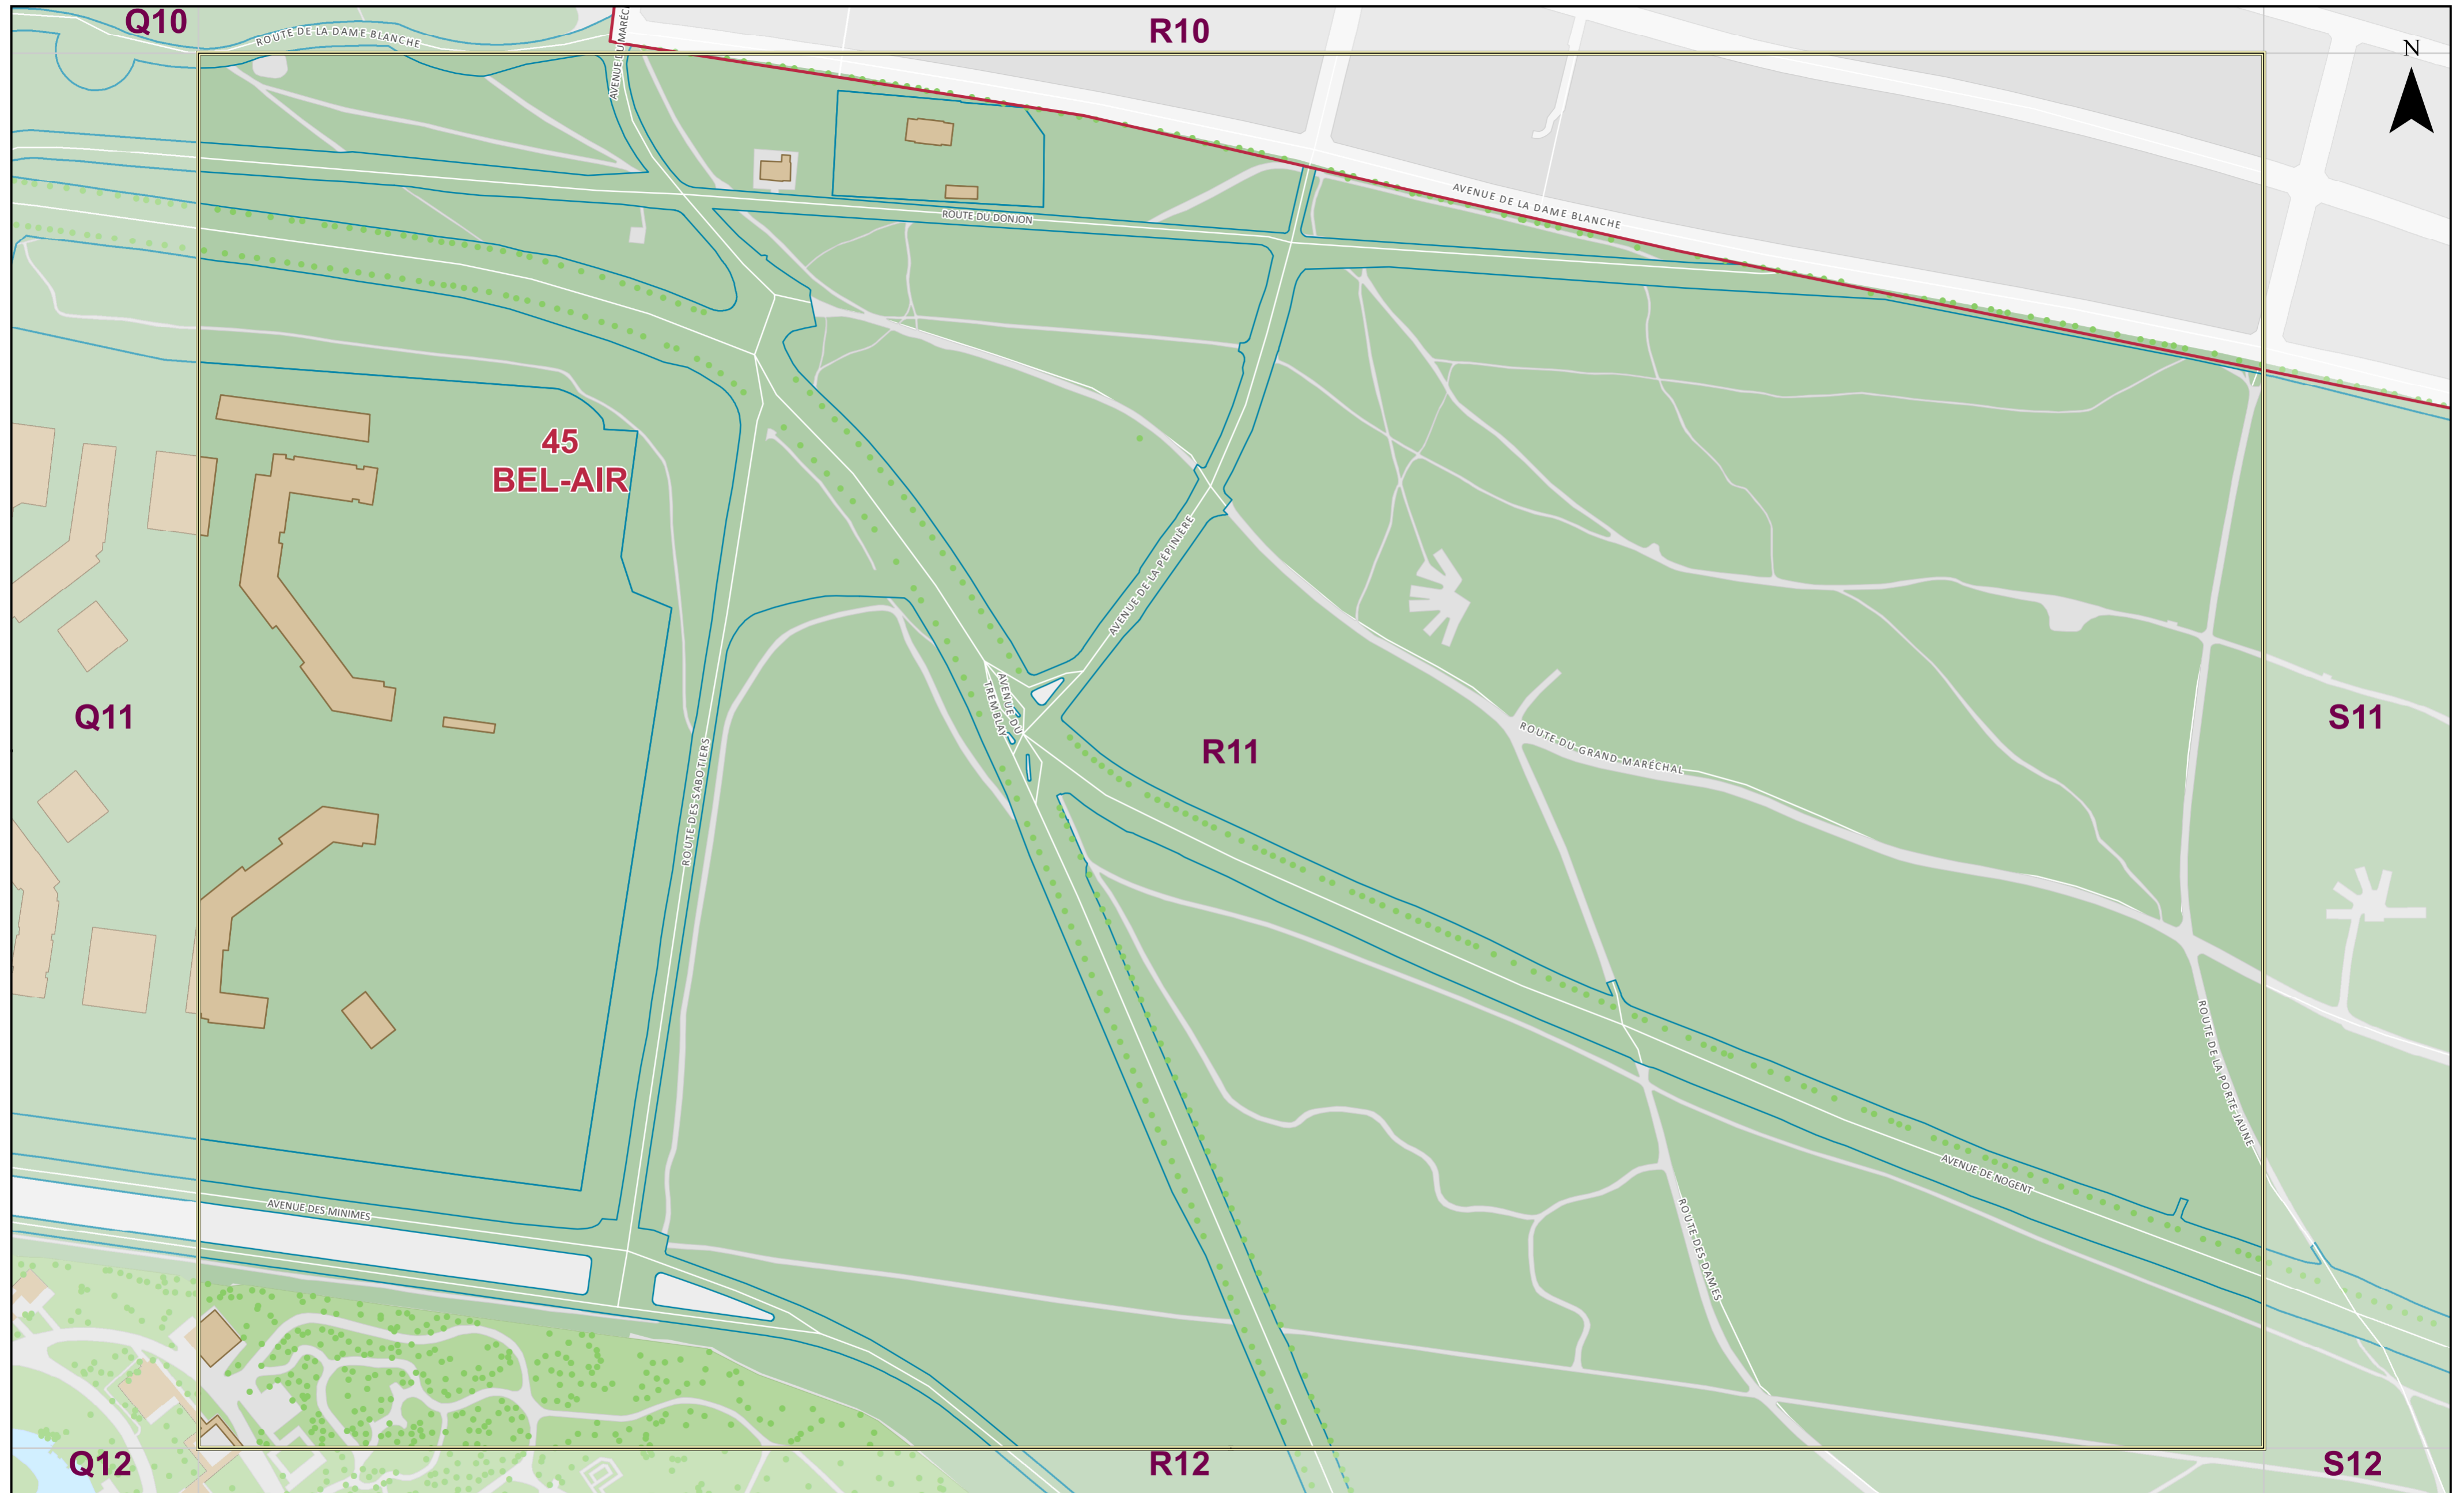 Q10
ROUTE DE LA DAME BLANCHE
AVENUE DU MARÉC
R10
N
AVENUE DE LA DAME BLANCHE
ROUTE DU DONJON
45
BEL-AIR
AVENUE DE LA PÉPINIÈRE
Q11
AVENUE DU
TREMBLAY
R11
ROUTE DU GRAND MARÉCHAL
S11
ROUTE DES SABOTIERS
ROUTE DE LA PORTE JAUNE
AVENUE DE NOGENT
AVENUE DES MINIMES
ROUTE DES DAMES
Q12
R12
S12